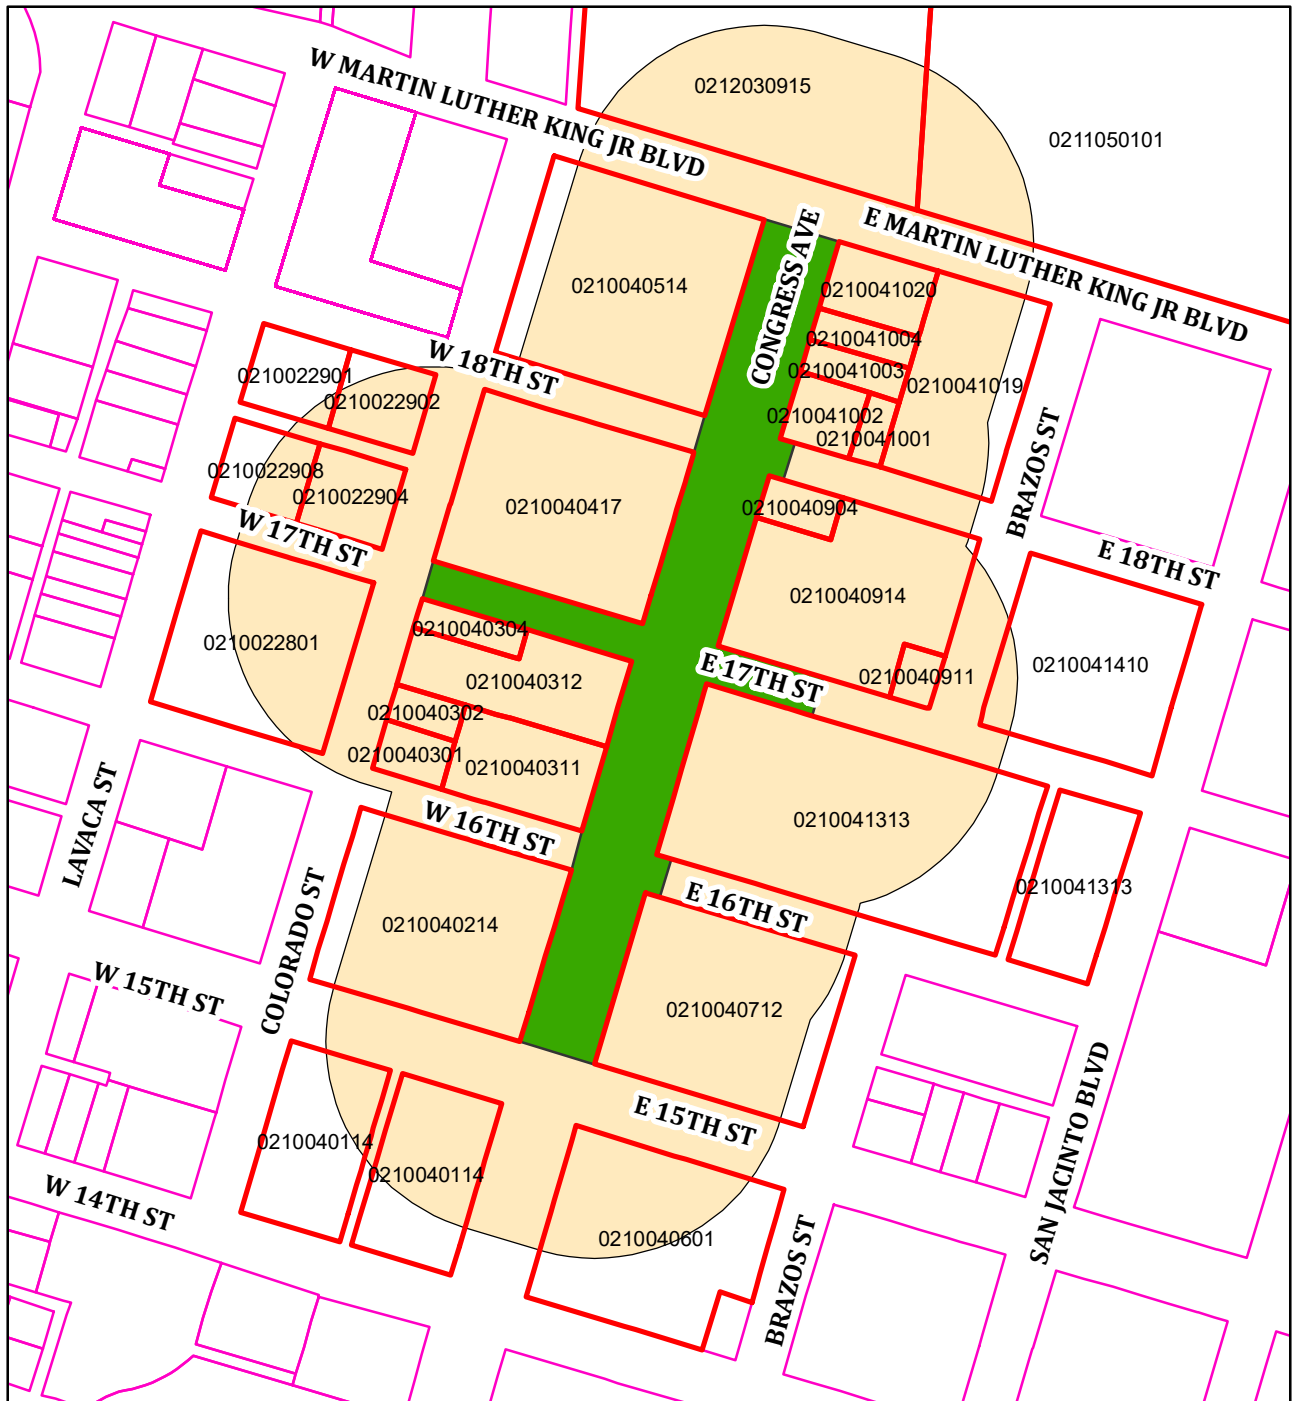 0212030915
W MARTIN LUTHER KING JR BLVD
0211050101
CONGRESS AVE
E MARTIN LUTHER KING JR BLVD
0210040514
0210041020
0210041004
0210041003
0210041019
0210041002
0210041001
W 18TH ST
0210022901
0210022902
0210022908
0210022904
W 17TH ST
0210040417
0210040904
BRAZOS ST
E 18TH ST
0210040914
0210040304
0210022801
E 17TH ST
0210040911
0210041410
0210040312
0210040302
0210040301
0210040311
LAVACA ST
W 16TH ST
0210041313
0210041313
E 16TH ST
COLORADO ST
0210040214
W 15TH ST
0210040712
SAN JACINTO BLVD
E 15TH ST
0210040114
0210040114
W 14TH ST
0210040601
BRAZOS ST